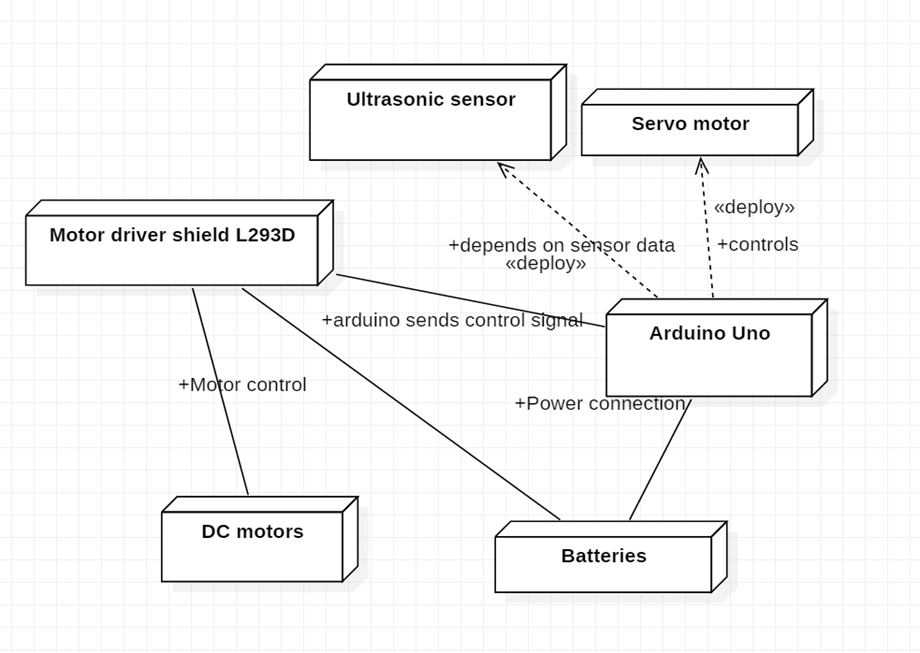 Ultrasonic sensor
Servo motor
«deploy»
Motor driver shield L293D
+depends on sensor data
+controls
«deploy»
+arduino sends control signal
Arduino Uno
+Motor control
+Power connection
DC motors
Batteries